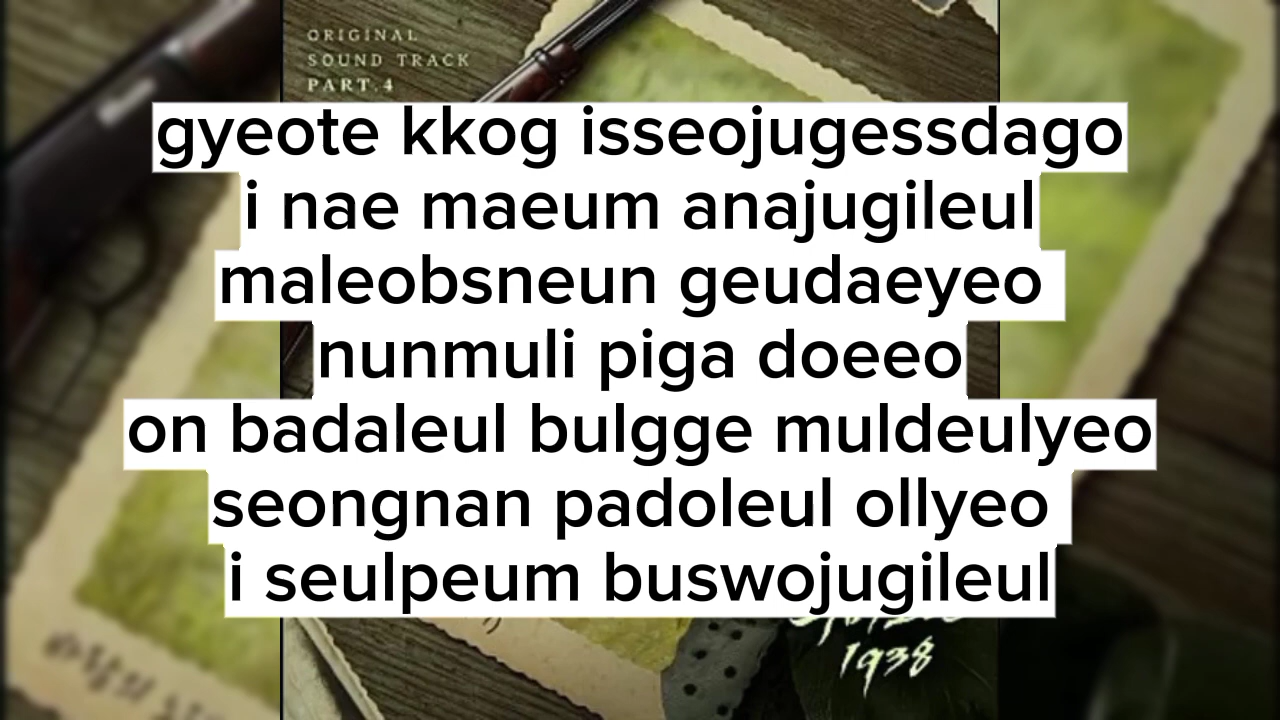 ORIGINAL
SOUND TRACK
PART.4
gyeote kkog isseojugessdago
i nae maeum anajugileul
maleobsneun geudaeyeo
nunmuli piga doeeo
on badaleul bulgge muldeulyeo
seongnan padoleul ollyeo
i seulpeum buswojugileul
1938